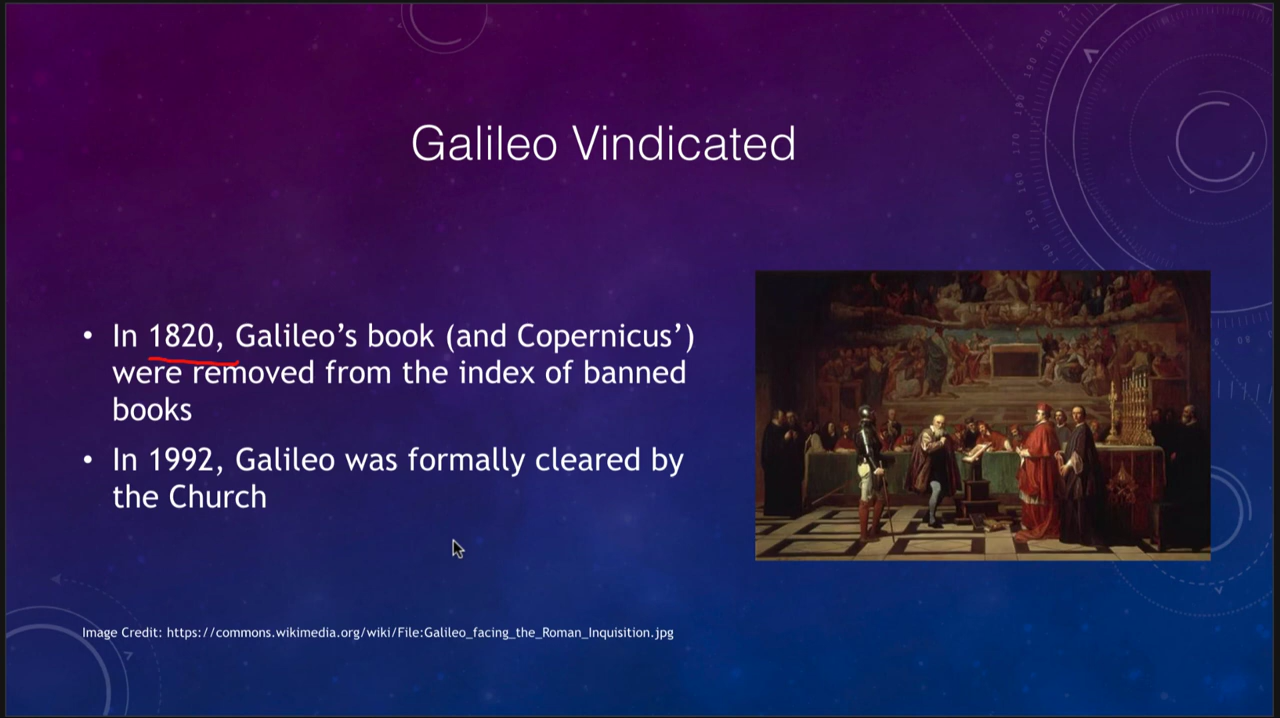 Galileo Vindicated
• In 1820, Galileo’s book (and Copernicus’)
were removed from the index of banned
books
• In 1992, Galileo was formally cleared by
the Church
Image Credit: https://commons.wikimedia.org/wiki/File:Galileo_facing_the_Roman_Inquisition.jpg